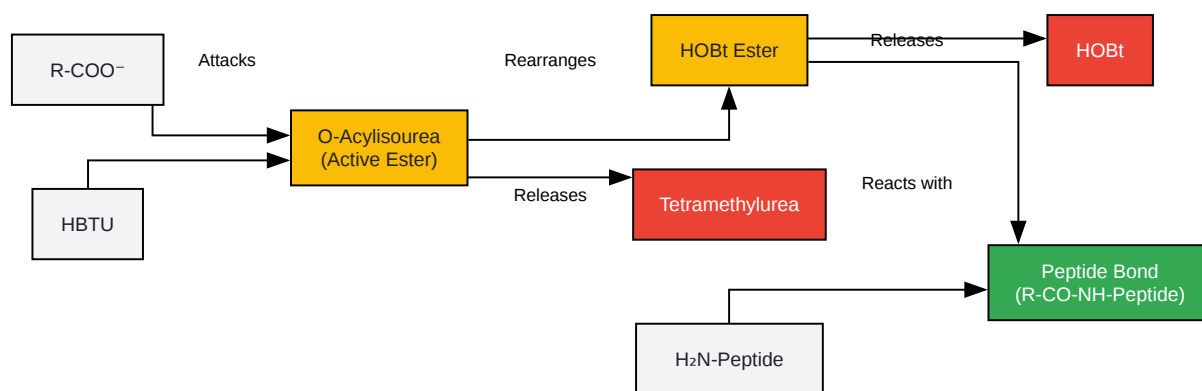 R-COO⁻
Attacks
HBTU
O-Acylisourea
(Active Ester)
Rearranges
HOBt Ester
Releases
HOBt
Releases
Tetramethylurea
Reacts with
H₂N-Peptide
Peptide Bond
(R-CO-NH-Peptide)